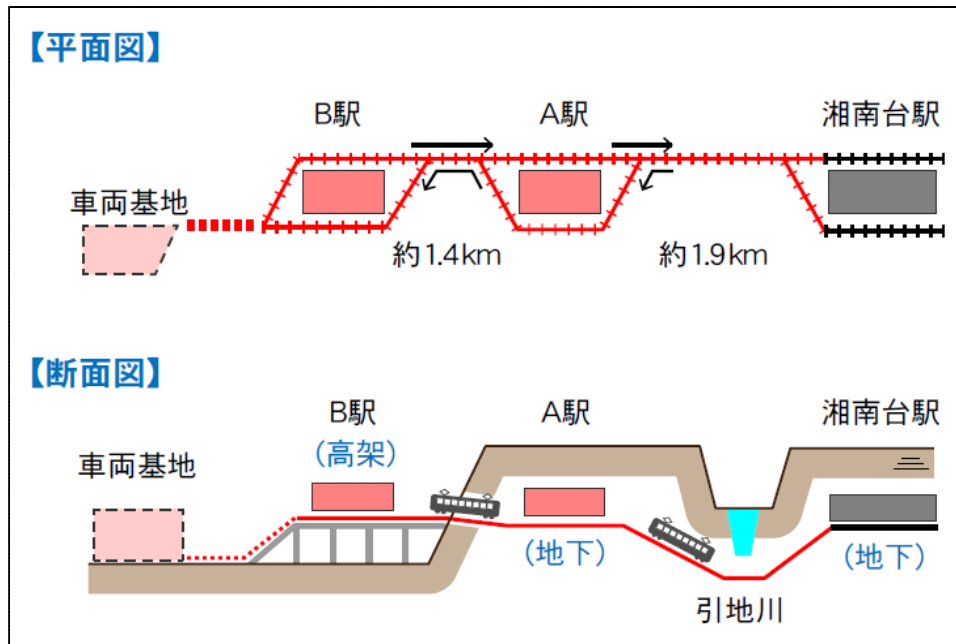 【平面図】
B駅
A駅
湘南台駅
車両基地
約1.4km
約1.9km
【断面図】
B駅
(高架)
A駅
湘南台駅
車両基地
(地下)
(地下)
引地川